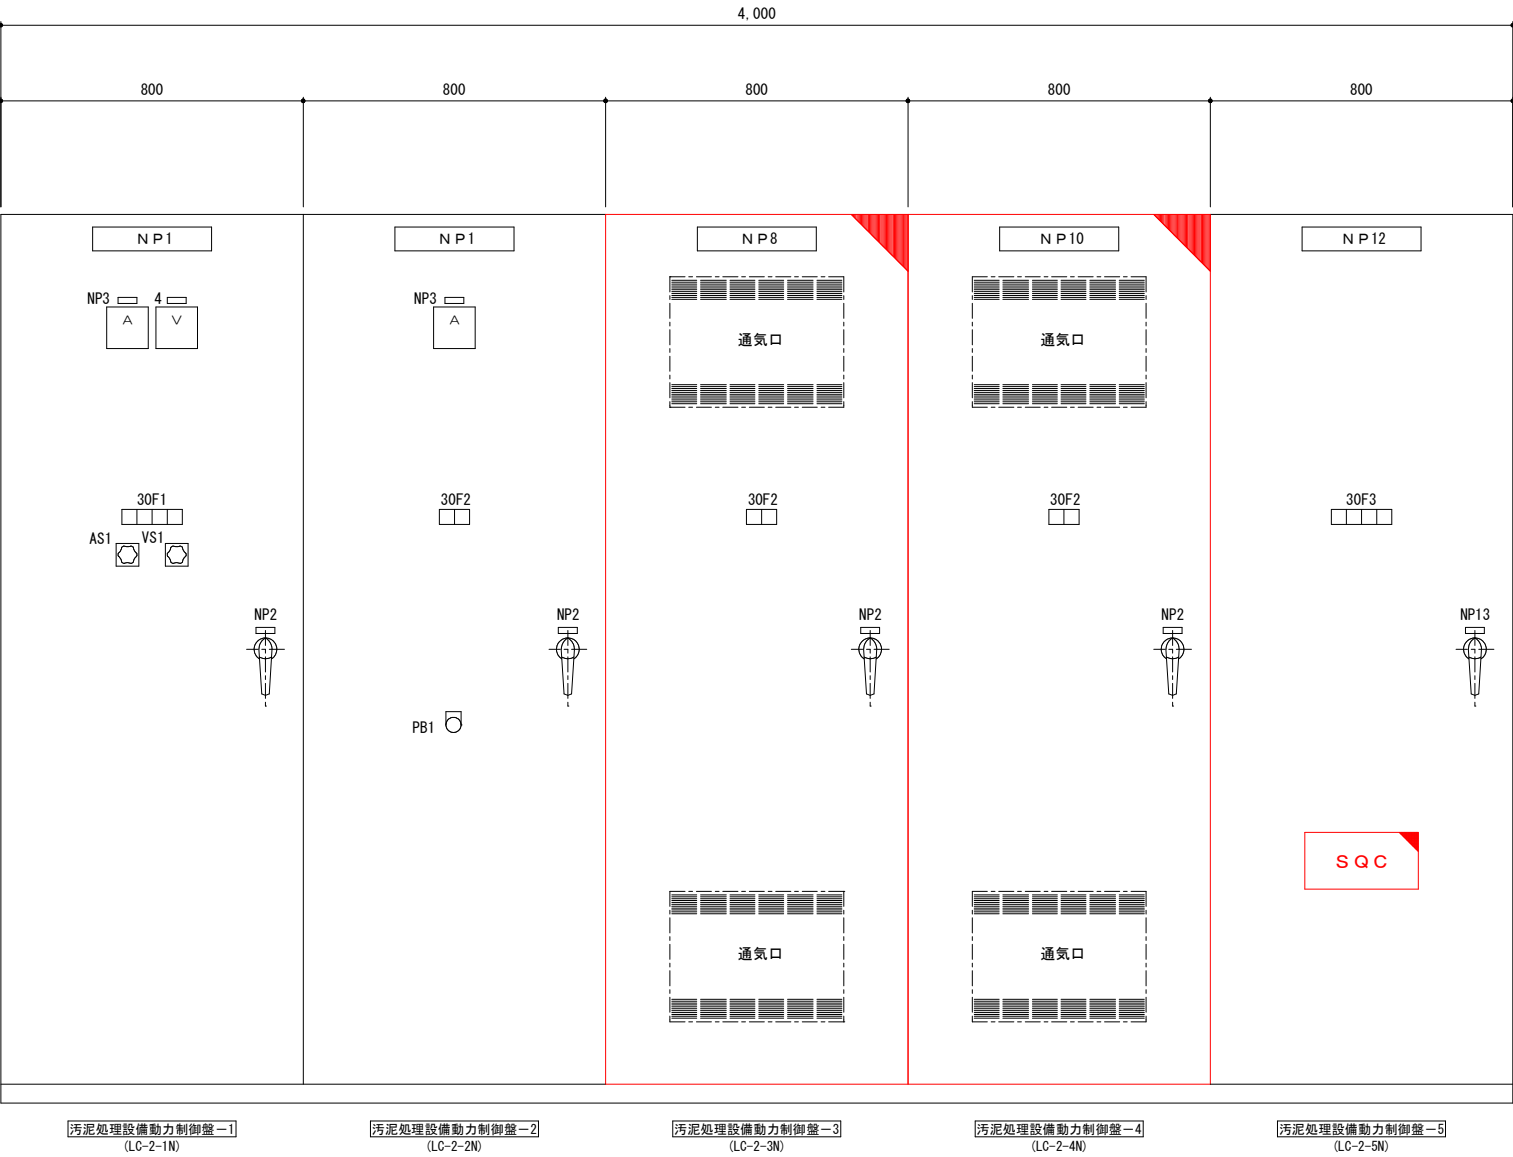 4,000
800 800 800 800 800
NP1 NP1 NP8 NP10 NP12
NP3 4 NP3
A V A
通気口 通気口
30F1 30F2 30F2 30F2 30F3
AS1 VS1
NP2 NP2 NP2 NP2 NP13
PB1
SQC
通気口 通気口
汚泥処理設備動力制御盤－1 汚泥処理設備動力制御盤－2 汚泥処理設備動力制御盤－3 汚泥処理設備動力制御盤－4 汚泥処理設備動力制御盤－5
(LC-2-1N) (LC-2-2N) (LC-2-3N) (LC-2-4N) (LC-2-5N)